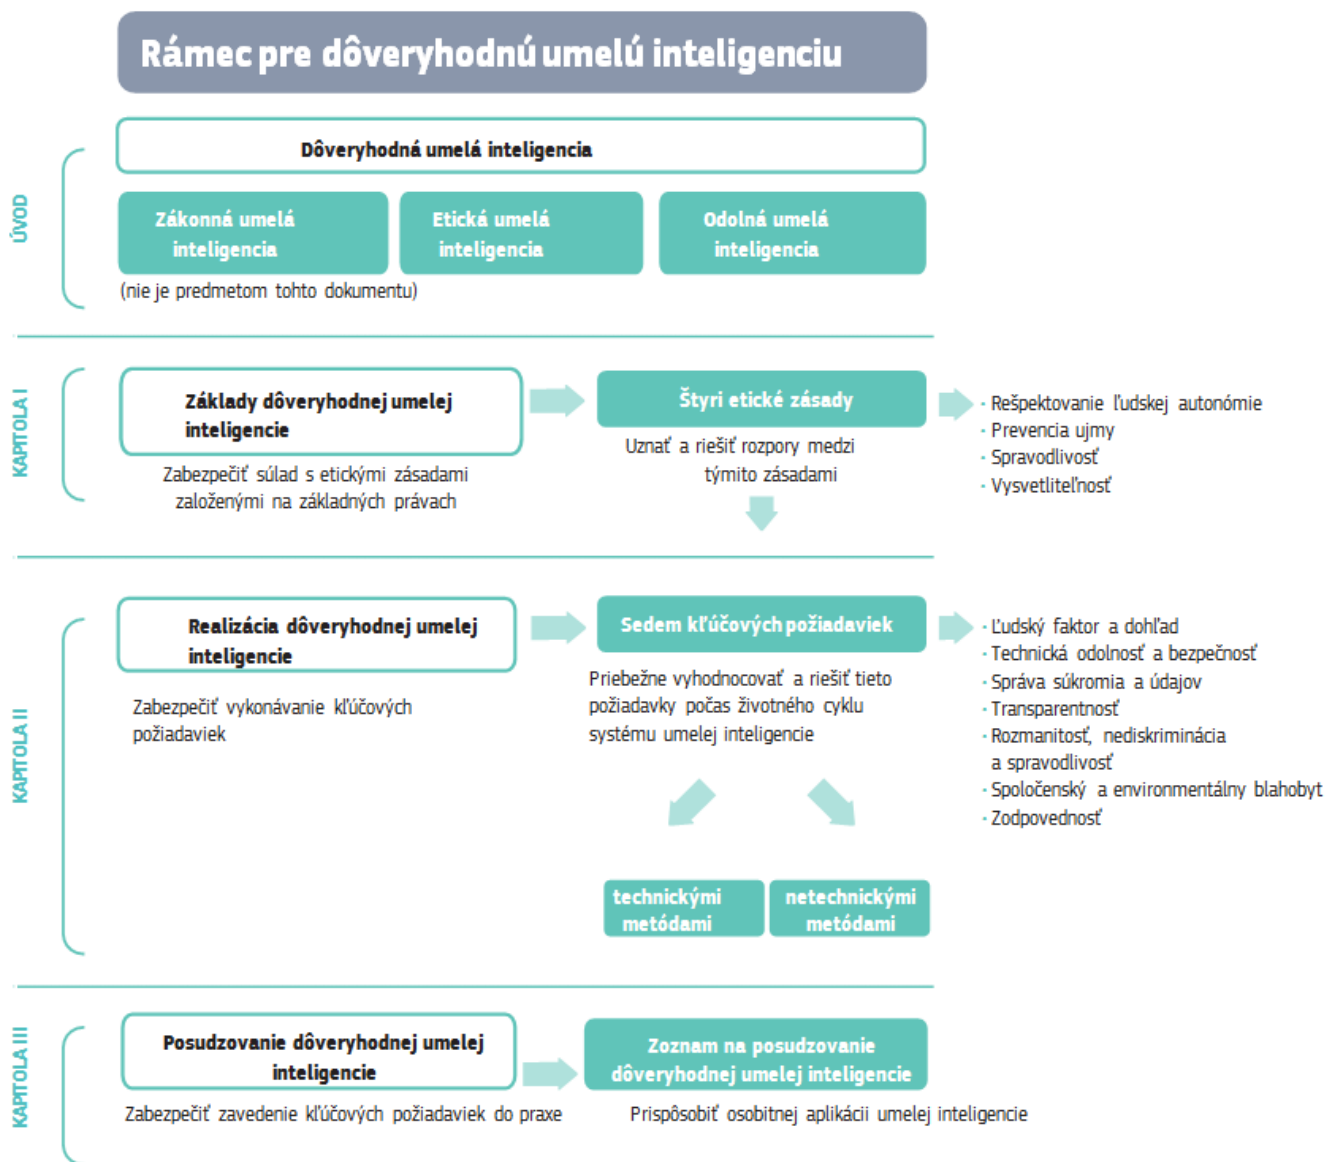 Rámec pre dôveryhodnú umelú inteligenciu
ÚVOD
Dôveryhodná umelá inteligencia
Zákonná umelá
inteligencia
Etická umelá
inteligencia
Odolná umelá
inteligencia
(nie je predmetom tohto dokumentu)
KAPITOLA I
Základy dôveryhodnej umelej
inteligencie
Zabezpečiť súlad s etickými zásadami
založenými na základných právach
Štyri etické zásady
Uznať a riešiť rozpory medzi
týmito zásadami
· Rešpektovanie ľudskej autonómie
· Prevencia ujmy
· Spravodlivosť
· Vysvetliteľnosť
KAPITOLA II
Realizácia dôveryhodnej umelej
inteligencie
Zabezpečiť vykonávanie kľúčových
požiadaviek
Sedem kľúčových požiadaviek
Priebežne vyhodnocovať a riešiť tieto
požiadavky počas životného cyklu
systému umelej inteligencie
· Ľudský faktor a dohľad
· Technická odolnosť a bezpečnosť
· Správa súkromia a údajov
· Transparentnosť
· Rozmanitosť, nediskriminácia
a spravodlivosť
· Spoločenský a environmentálny blahobyt
· Zodpovednosť
technickými
metódami
netechnickými
metódami
KAPITOLA III
Posudzovanie dôveryhodnej umelej
inteligencie
Zabezpečiť zavedenie kľúčových požiadaviek do praxe
Zoznam na posudzovanie
dôveryhodnej umelej inteligencie
Prispôsobiť osobitnej aplikácii umelej inteligencie